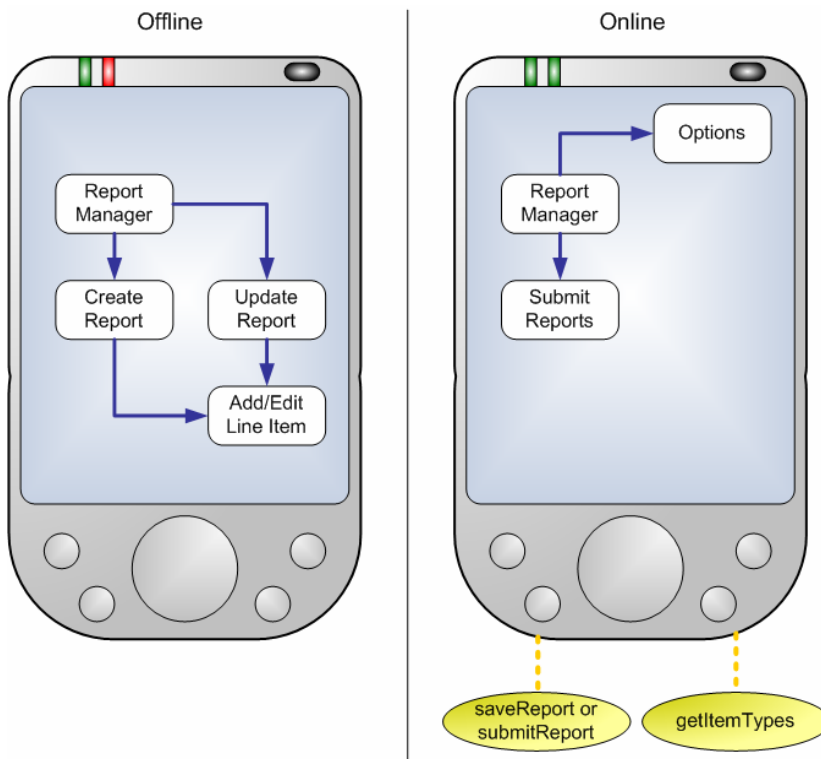 Offline
Report
Manager
Create
Report
Update
Report
Add/Edit
Line Item
Online
Options
Report
Manager
Submit
Reports
saveReport or
submitReport
getItemTypes